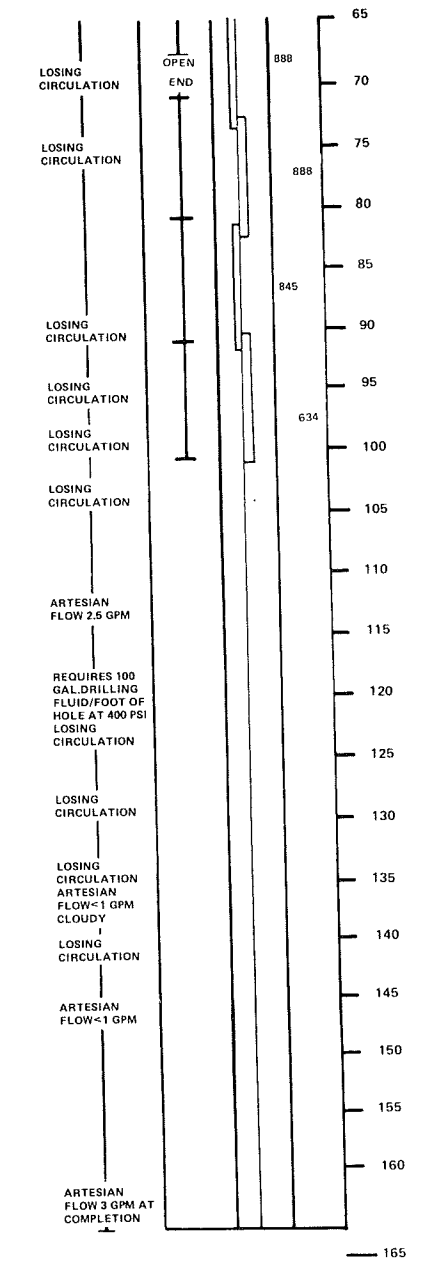 65
OPEN
END
888
LOSING
CIRCULATION
70
LOSING
CIRCULATION
75
888
80
85
845
LOSING
CIRCULATION
90
LOSING
CIRCULATION
95
634
LOSING
CIRCULATION
100
LOSING
CIRCULATION
105
110
ARTESIAN
FLOW 2.5 GPM
115
REQUIRES 100
GAL.DRILLING
FLUID/FOOT OF
HOLE AT 400 PSI
LOSING
CIRCULATION
120
125
LOSING
CIRCULATION
130
LOSING
CIRCULATION
ARTESIAN
FLOW<1 GPM
CLOUDY
135
LOSING
CIRCULATION
140
ARTESIAN
FLOW<1 GPM
145
150
155
160
ARTESIAN
FLOW 3 GPM AT
COMPLETION
165